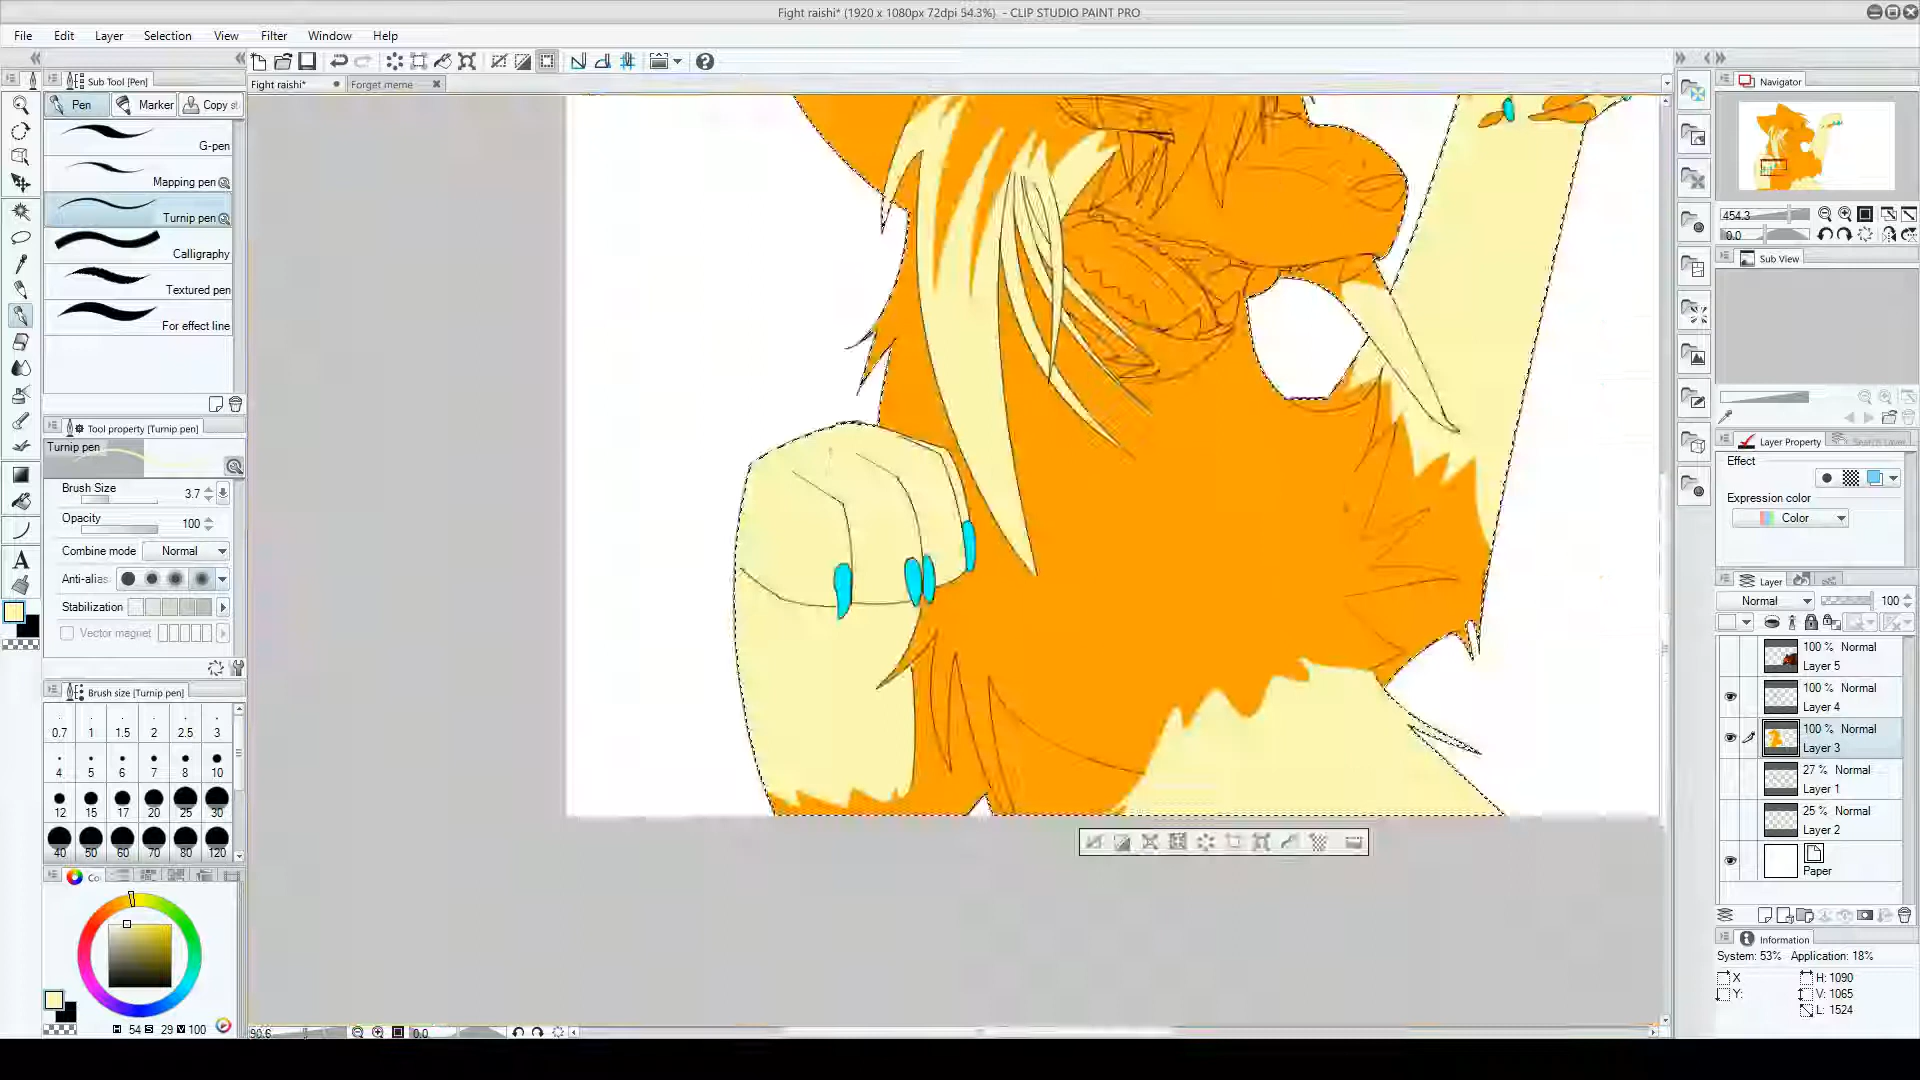 Fight raishi* (1920 x 1080px 72dpi 54.3%) - CLIP STUDIO PAINT PRO
File Edit Layer Selection View Filter Window Help
Sub Tool [Pen]
Pen Marker Copy
G-pen
Mapping pen
Turnip pen
Calligraphy
Textured pen
For effect line
Tool property [Turnip pen]
Turnip pen
Brush Size 3.7
Opacity 100
Combine mode Normal
Anti-alias
Stabilization
Vector magnet
Brush size [Turnip pen]
0.7 1 1.5 2 2.5 3
4 5 6 7 8 10
12 15 17 20 25 30
40 50 60 70 80 120
Co
H 54 S 29 V 100
Fight raishi* Forget meme
0.0
Navigator
454.3
0.0
Sub View
Layer Property Search Layer
Effect
Expression color
Color
Layer
Normal 100
100 % Normal
Layer 5
100 % Normal
Layer 4
100 % Normal
Layer 3
27 % Normal
Layer 1
25 % Normal
Layer 2
Paper
Information
System: 53% Application: 18%
X H: 1090
Y: V: 1065
L: 1524
A